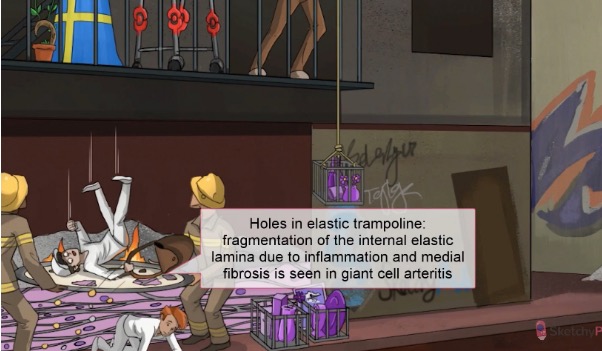 Holes in elastic trampoline:
fragmentation of the internal elastic
lamina due to inflammation and medial
fibrosis is seen in giant cell arteritis
SketchyP